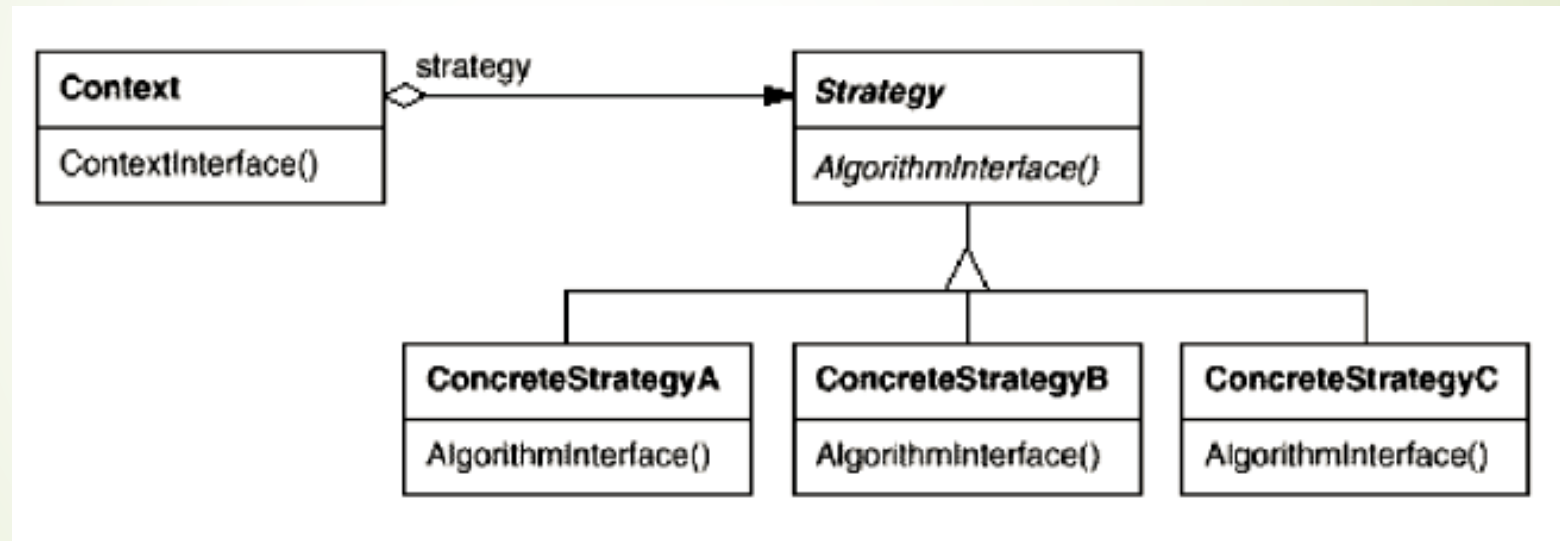 Context
ContextInterface()
strategy
Strategy
AlgorithmInterface()
ConcreteStrategyA
AlgorithmInterface()
ConcreteStrategyB
AlgorithmInterface()
ConcreteStrategyC
AlgorithmInterface()